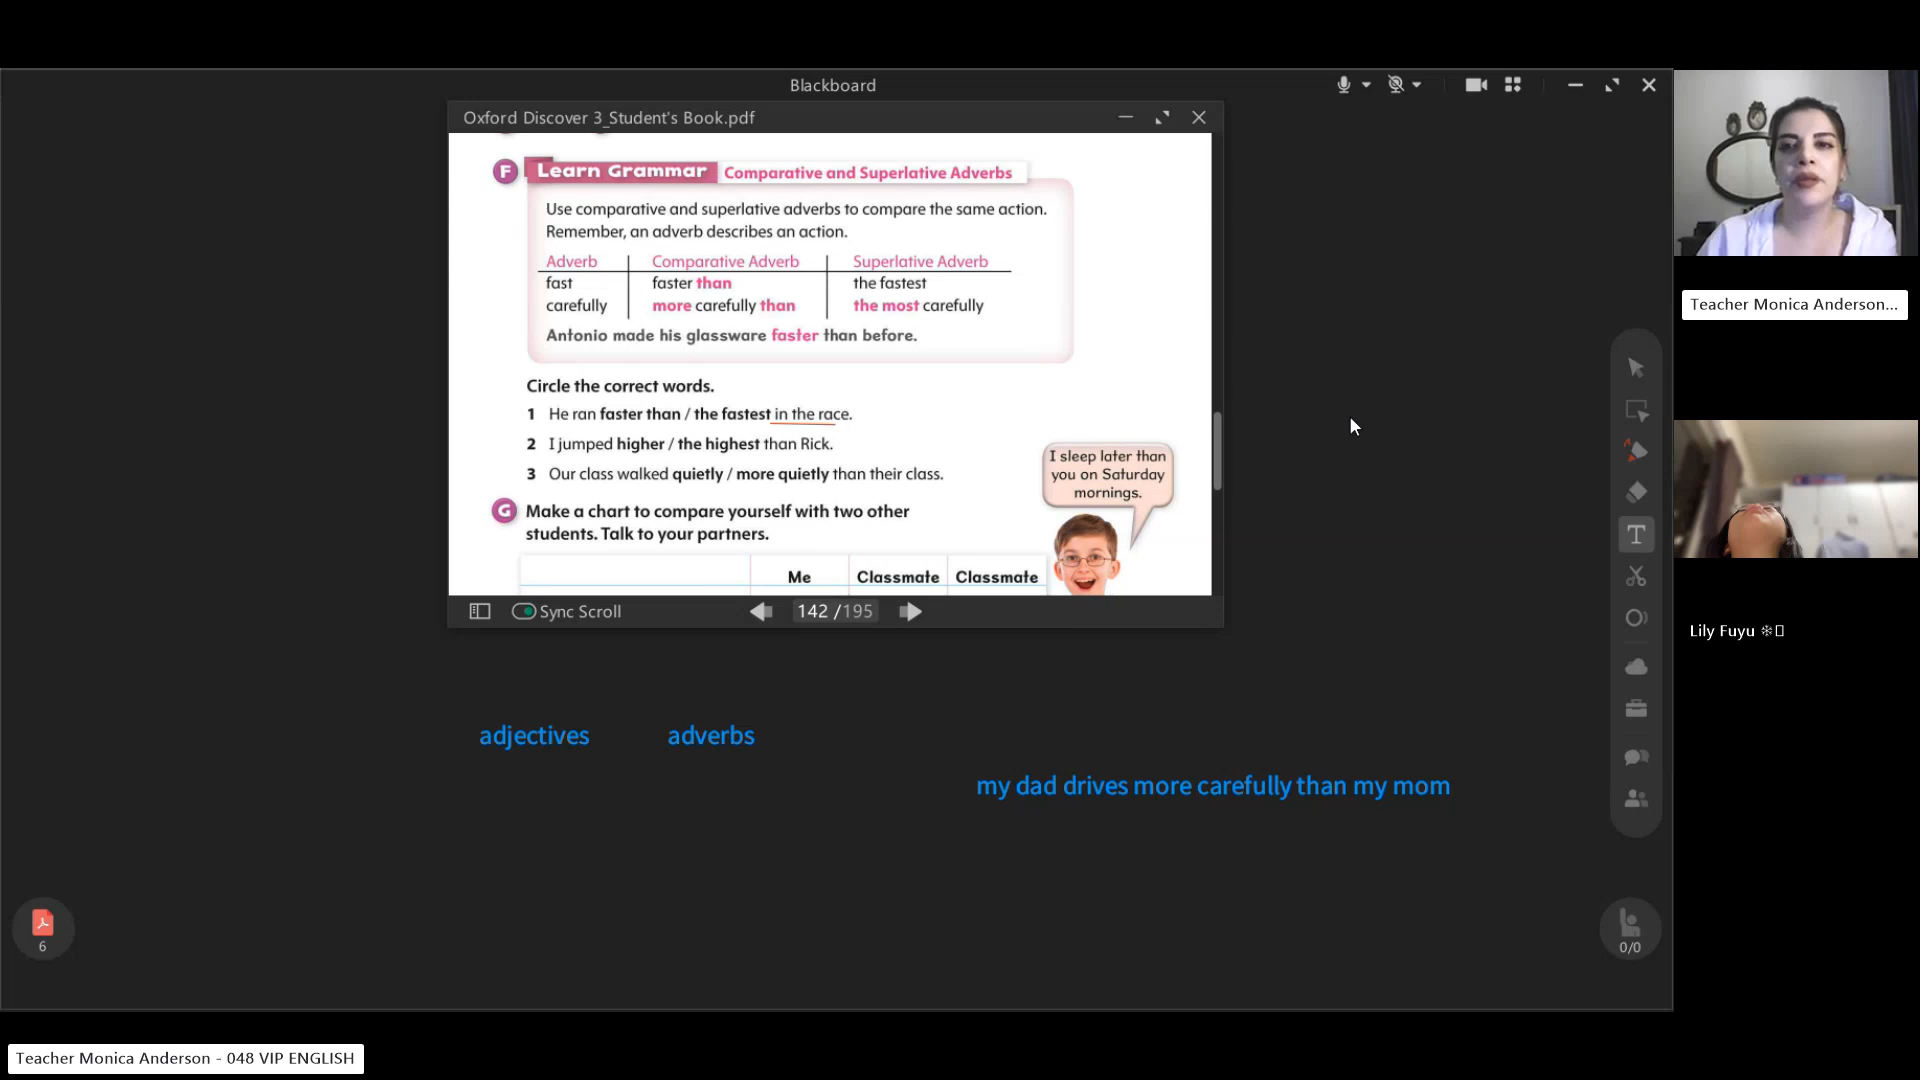 Blackboard
Oxford Discover 3_Student's Book.pdf
F Learn Grammar Comparative and Superlative Adverbs
Use comparative and superlative adverbs to compare the same action.
Remember, an adverb describes an action.
Adverb Comparative Adverb Superlative Adverb
fast faster than the fastest
carefully more carefully than the most carefully
Antonio made his glassware faster than before.
Circle the correct words.
1 He ran faster than / the fastest in the race.
2 I jumped higher / the highest than Rick.
3 Our class walked quietly / more quietly than their class.
I sleep later than
you on Saturday
mornings.
G Make a chart to compare yourself with two other
students. Talk to your partners.
Me Classmate Classmate
Sync Scroll 142 /195
adjectives adverbs
my dad drives more carefully than my mom
6
0/0
Teacher Monica Anderson...
Lily Fuyu
Teacher Monica Anderson - 048 VIP ENGLISH